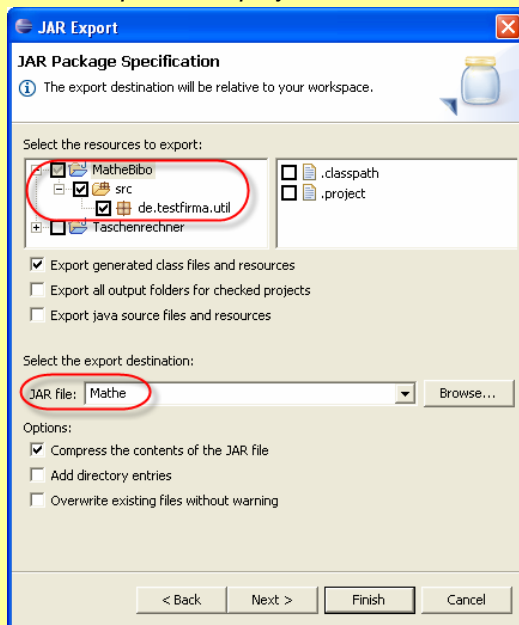 JAR Export
JAR Package Specification
The export destination will be relative to your workspace.
Select the resources to export:
MatheBibo
src
de.testfirma.util
Taschenrechner
.classpath
.project
Export generated class files and resources
Export all output folders for checked projects
Export java source files and resources
Select the export destination:
JAR file: Mathe
Browse...
Options:
Compress the contents of the JAR file
Add directory entries
Overwrite existing files without warning
< Back Next > Finish Cancel